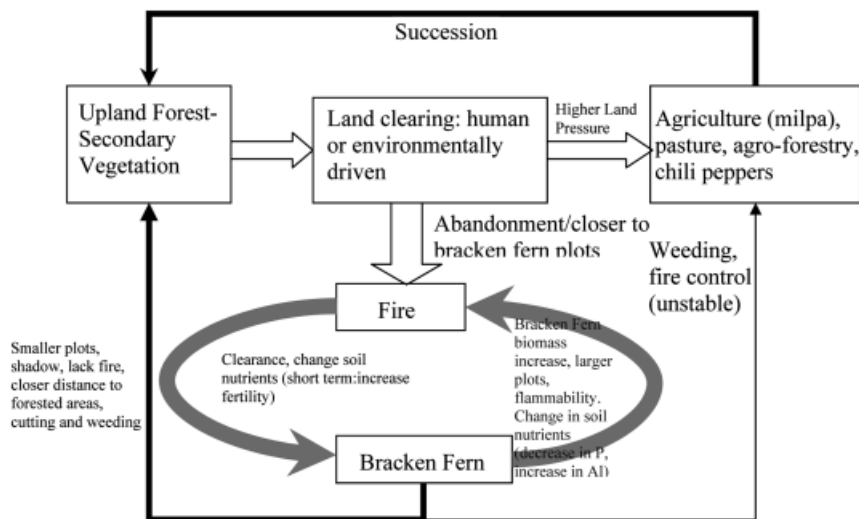 Succession
Upland Forest-
Secondary
Vegetation
Land clearing: human
or environmentally
driven
Higher Land
Pressure
Agriculture (milpa),
pasture, agro-forestry,
chili peppers
Abandonment/closer to
bracken fern plots
Weeding,
fire control
(unstable)
Fire
Smaller plots,
shadow, lack fire,
closer distance to
forested areas,
cutting and weeding
Clearance, change soil
nutrients (short term:increase
fertility)
Bracken Fern
biomass
increase, larger
plots,
flammability.
Change in soil
nutrients
(decrease in P,
increase in Al)
Bracken Fern